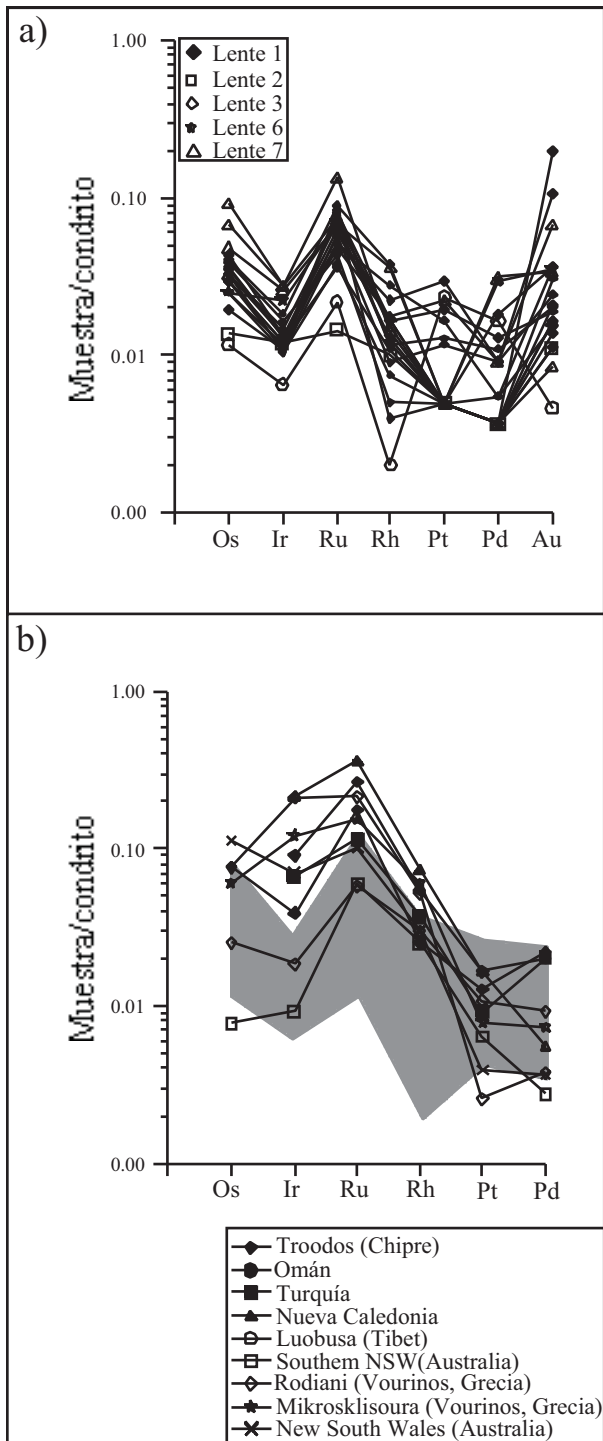 a)
1.00
Lente 1
Lente 2
Lente 3
Lente 6
Lente 7
0.10
0.01
0.00
Muestra/condrito
Os Ir Ru Rh Pt Pd Au
b)
1.00
0.10
0.01
0.00
Muestra/condrito
Os Ir Ru Rh Pt Pd
Troodos (Chipre)
Omán
Turquía
Nueva Caledonia
Luobusa (Tibet)
Southem NSW(Australia)
Rodiani (Vourinos, Grecia)
Mikrosklisoura (Vourinos, Grecia)
New South Wales (Australia)